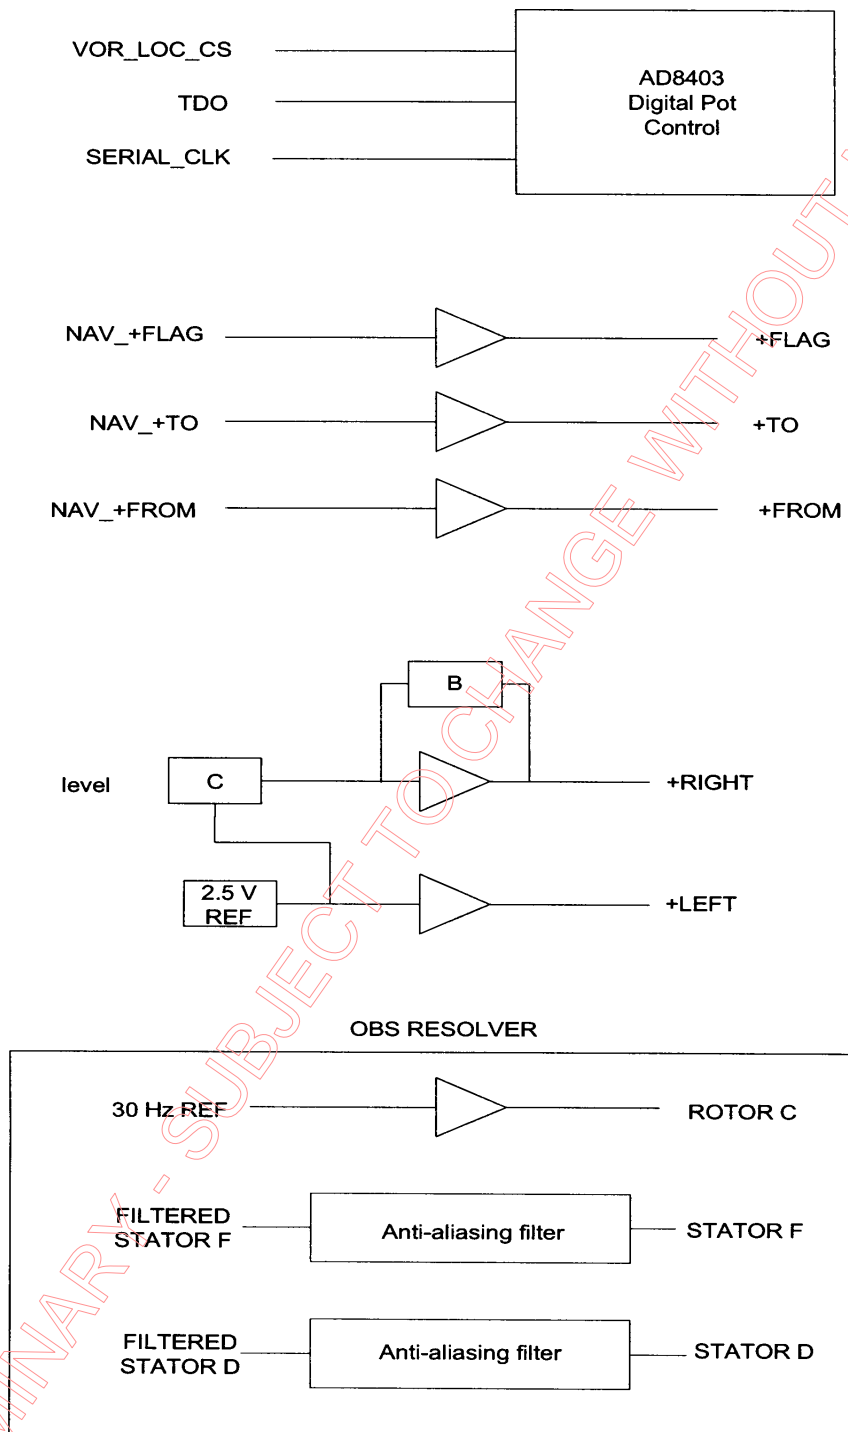 VOR_LOC_CS
TDO
SERIAL_CLK
AD8403
Digital Pot
Control
NAV_+FLAG
+FLAG
NAV_+TO
+TO
NAV_+FROM
+FROM
B
level
C
+RIGHT
2.5 V
REF
+LEFT
OBS RESOLVER
30 Hz REF
ROTOR C
FILTERED
STATOR F
Anti-aliasing filter
STATOR F
FILTERED
STATOR D
Anti-aliasing filter
STATOR D
MINARY - SUBJECT TO CHANGE WITHOUT